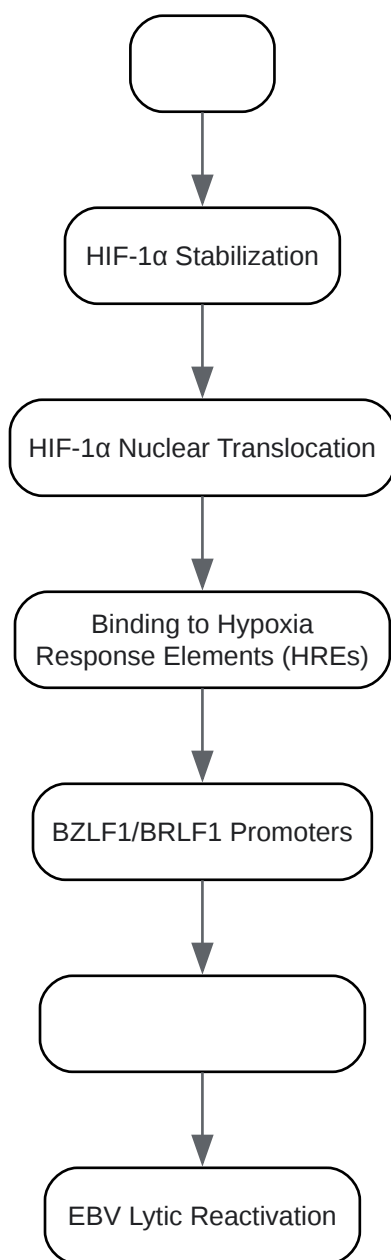 HIF-1α Stabilization
HIF-1α Nuclear Translocation
Binding to Hypoxia
Response Elements (HREs)
BZLF1/BRLF1 Promoters
EBV Lytic Reactivation